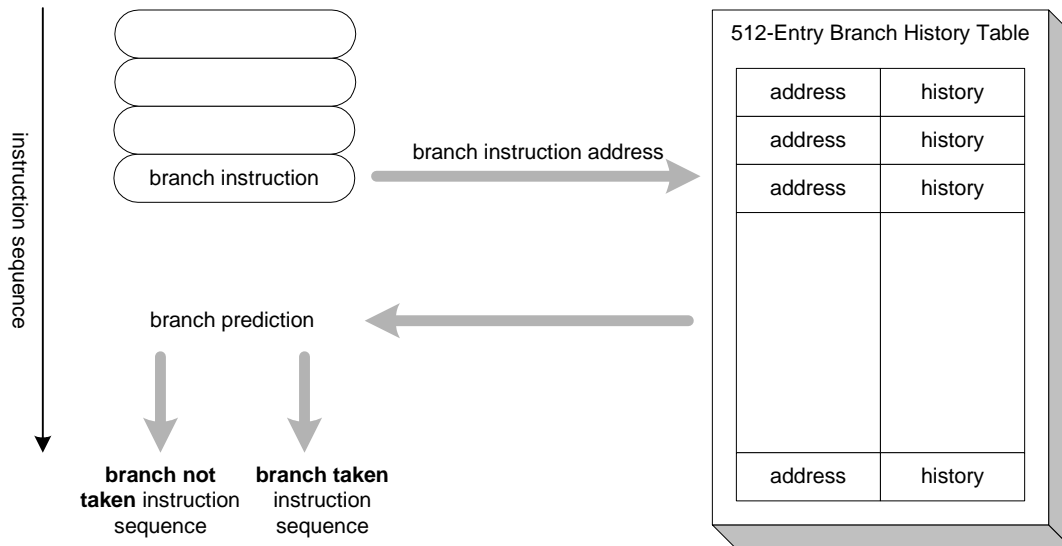 512-Entry Branch History Table
address history
address history
address history
branch instruction
branch instruction address
instruction sequence
branch prediction
branch not
taken instruction
sequence
branch taken
instruction
sequence
address history